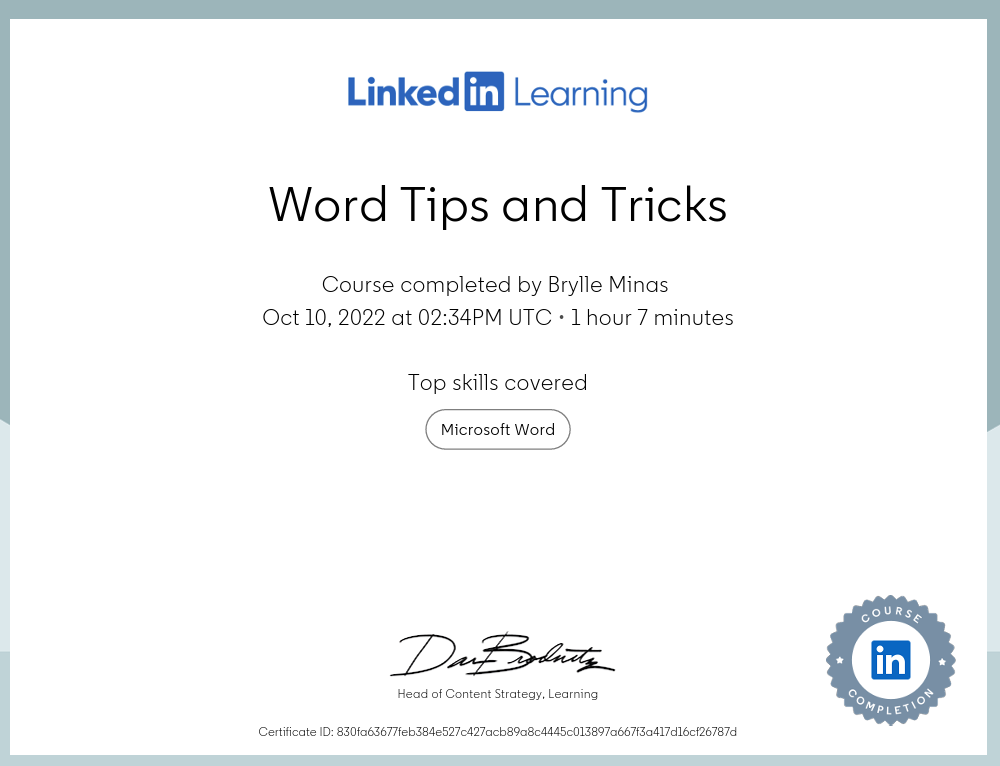 Linkedin Learning
Word Tips and Tricks
Course completed by Brylle Minas
Oct 10, 2022 at 02:34PM UTC • 1 hour 7 minutes
Top skills covered
Microsoft Word
Dan Brodnitz
Head of Content Strategy, Learning
Certificate ID: 830fa63677feb384e527c427acb89a8c4445c013897a667f3a417d16cf26787d
COURSE
in
COMPLETION